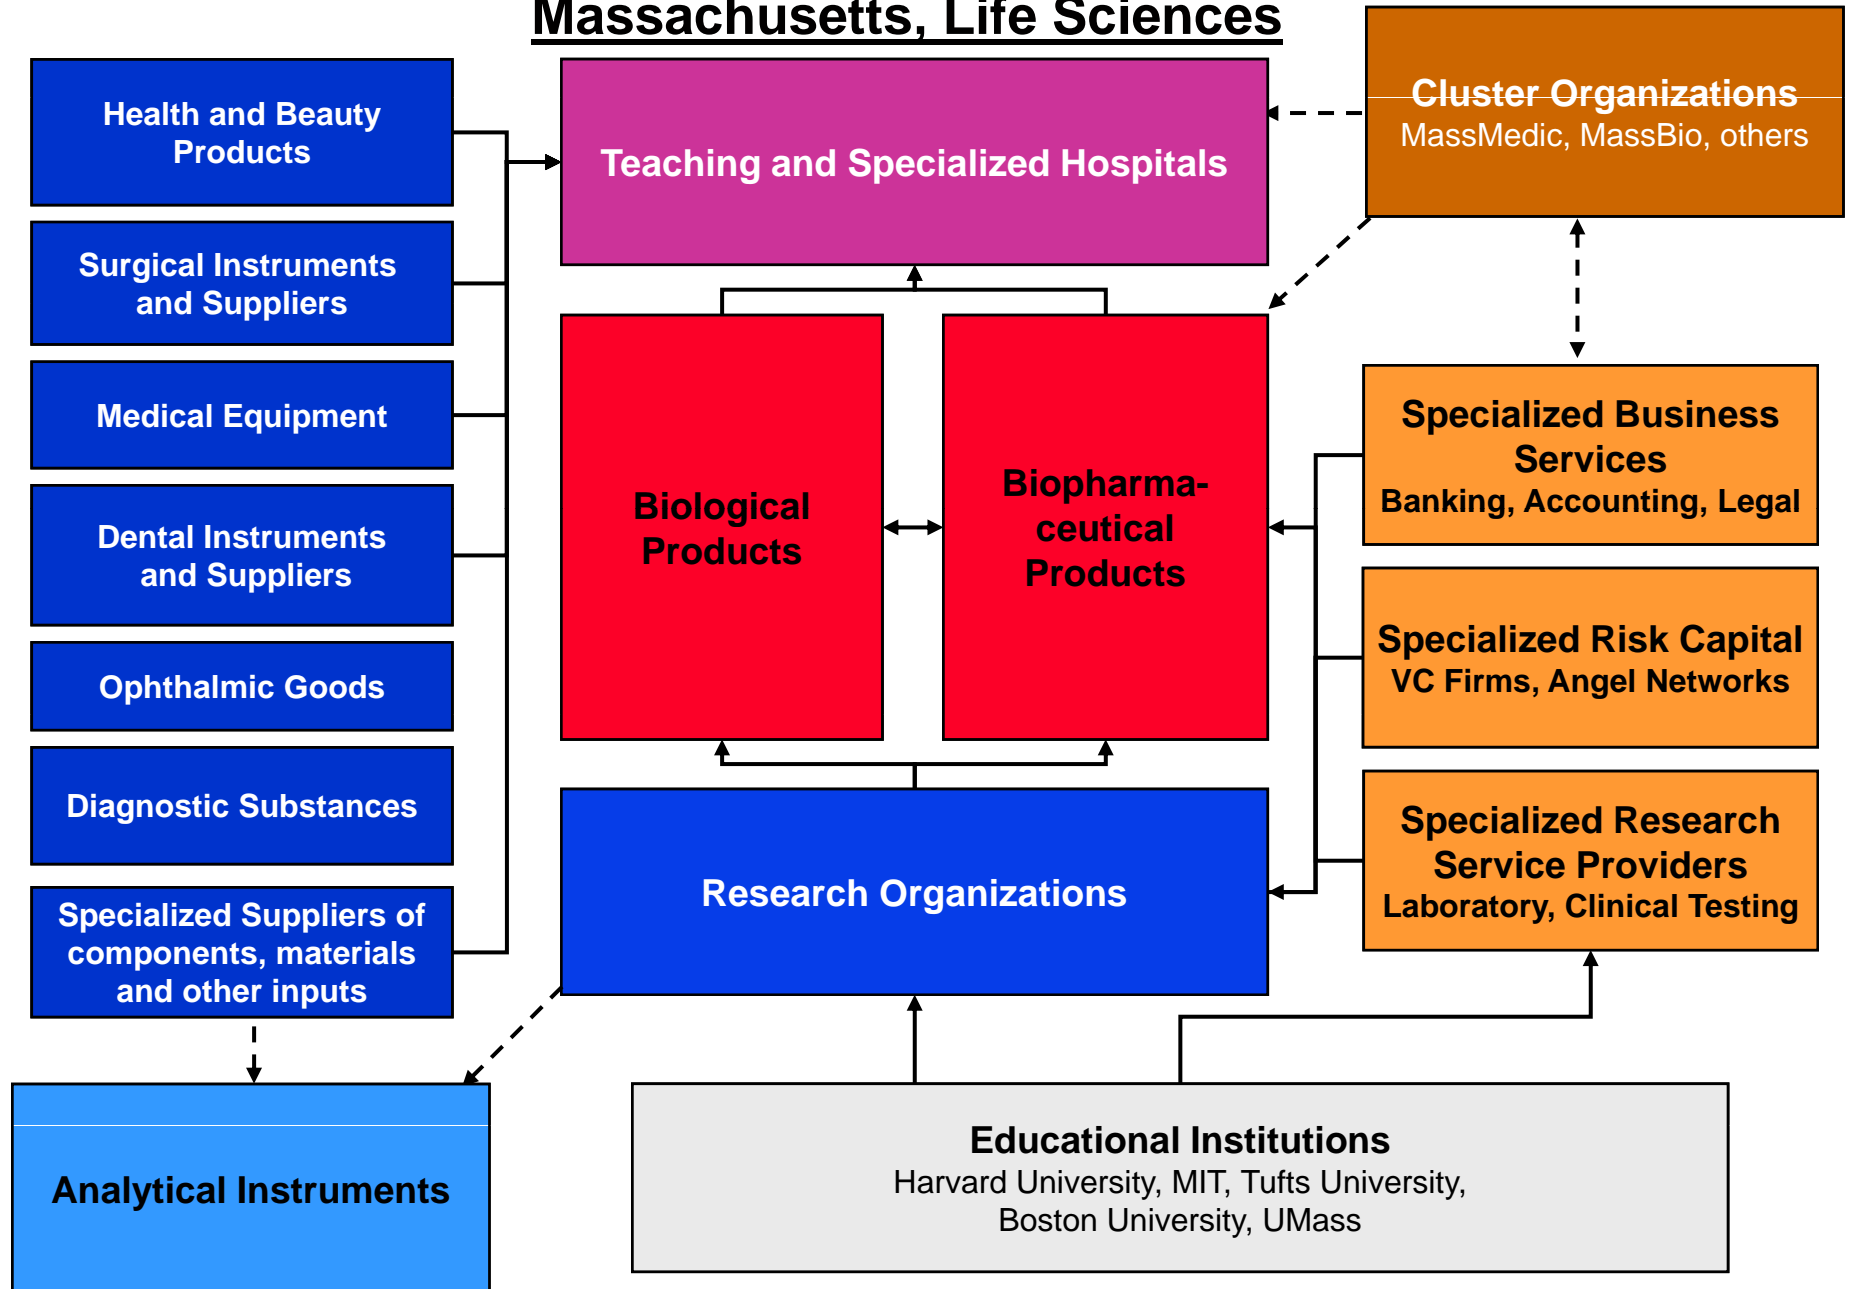 Massachusetts, Life Sciences
Health and Beauty
Products
Surgical Instruments
and Suppliers
Medical Equipment
Dental Instruments
and Suppliers
Ophthalmic Goods
Diagnostic Substances
Specialized Suppliers of
components, materials
and other inputs
Analytical Instruments
Teaching and Specialized Hospitals
Biological
Products
Biopharma-
ceutical
Products
Research Organizations
Educational Institutions
Harvard University, MIT, Tufts University,
Boston University, UMass
Cluster Organizations
MassMedic, MassBio, others
Specialized Business
Services
Banking, Accounting, Legal
Specialized Risk Capital
VC Firms, Angel Networks
Specialized Research
Service Providers
Laboratory, Clinical Testing